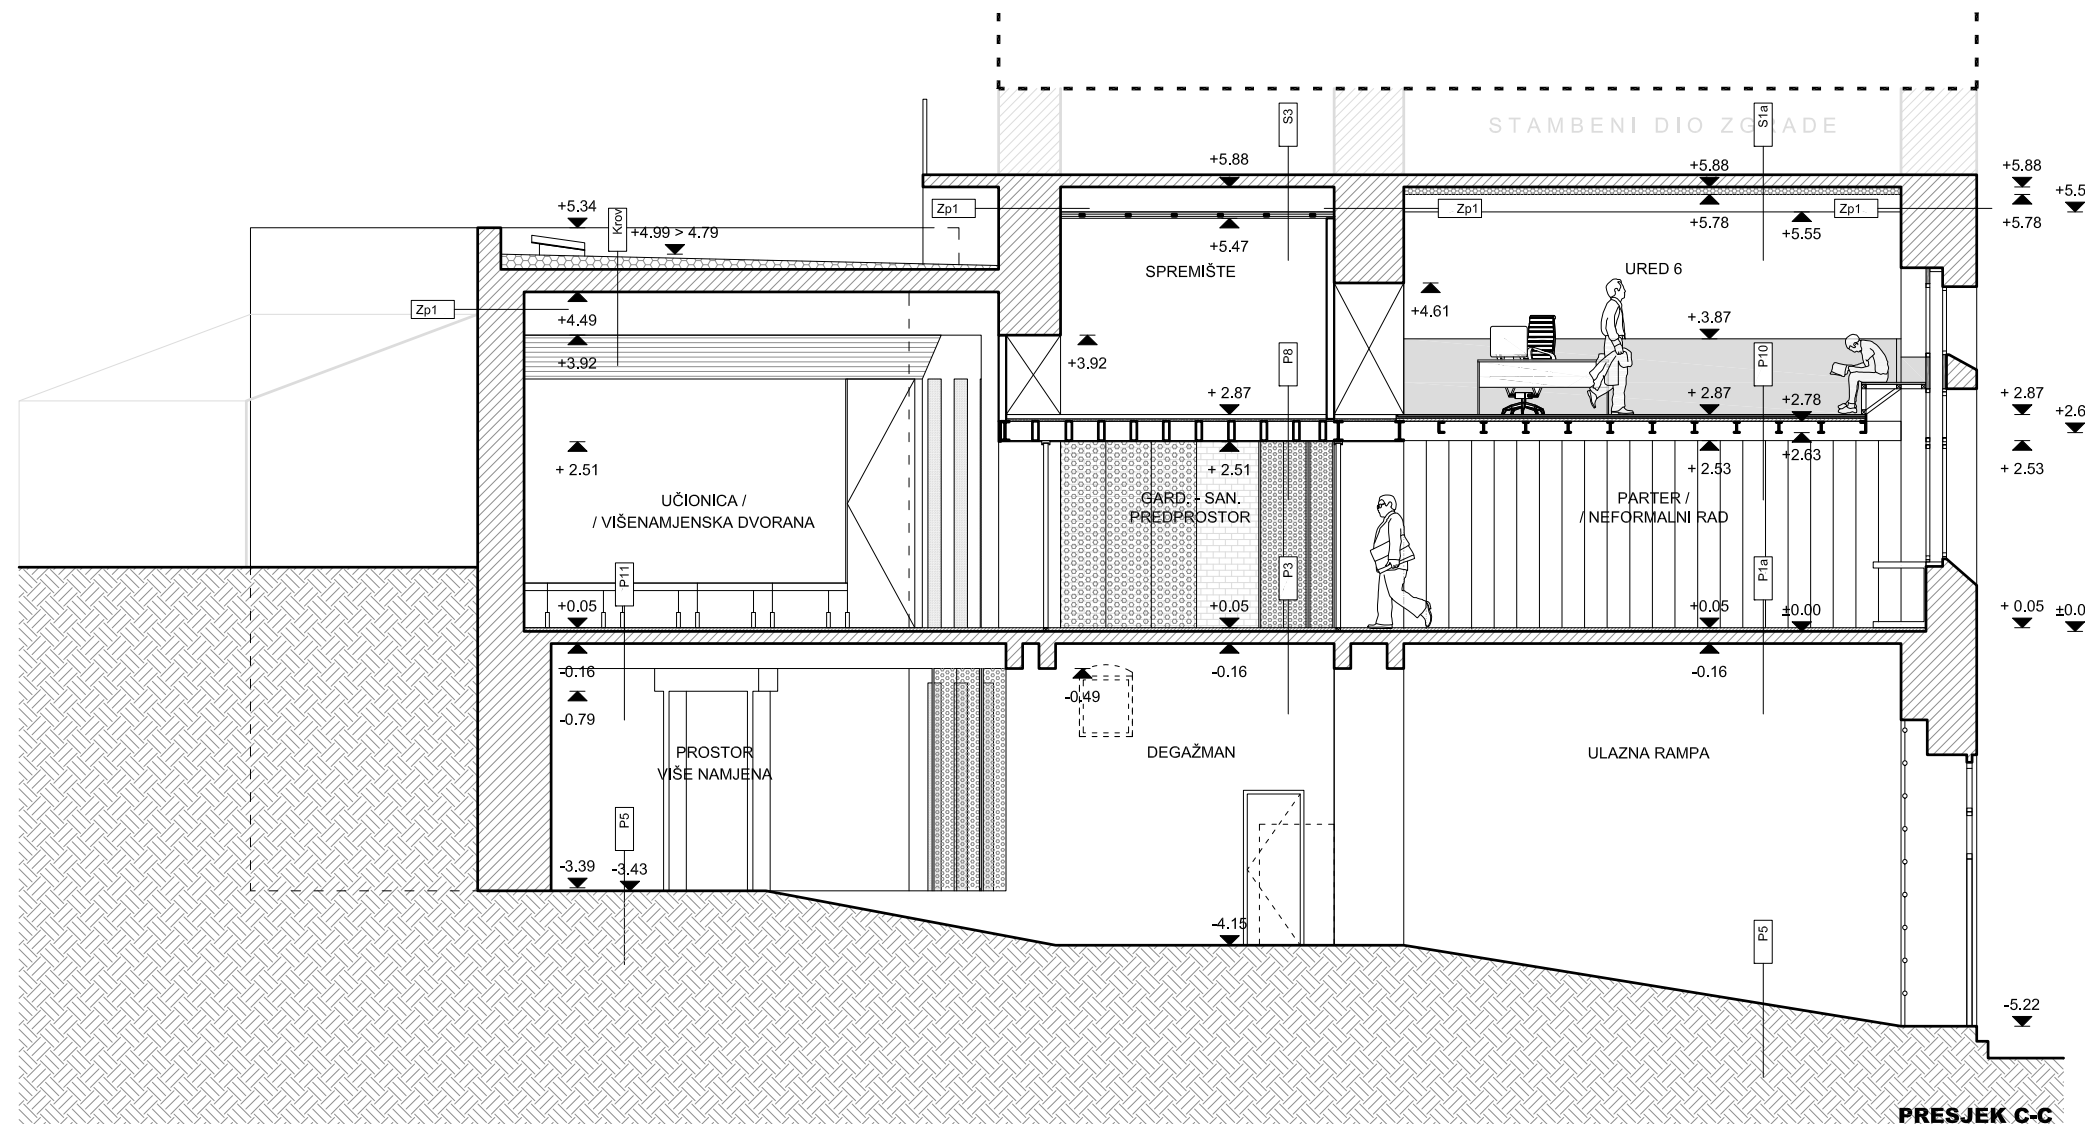 STAMBENI DIO ZGRADE
S3
S1a
+5.88
+5.88
+5.88
+5.5
+5.34
Krov
+4.99 > 4.79
Zp1
Zp1
Zp1
+5.78
+5.55
+5.78
+5.47
SPREMIŠTE
URED 6
Zp1
+4.49
+4.61
+.3.87
+3.92
+3.92
P8
P10
+ 2.87
+ 2.87
+2.78
+ 2.87
+2.6
+ 2.51
+ 2.51
+ 2.53
+2.63
+ 2.53
UČIONICA /
/ VIŠENAMJENSKA DVORANA
GARD. - SAN.
PREDPROSTOR
PARTER /
/ NEFORMALNI RAD
P11
P3
P1a
+0.05
+0.05
+0.05
±0.00
+ 0.05
±0.0
-0.16
-0.16
-0.16
-0.49
-0.79
PROSTOR
VIŠE NAMJENA
DEGAŽMAN
ULAZNA RAMPA
P5
-3.39
-3.43
-4.15
P5
-5.22
PRESJEK C-C